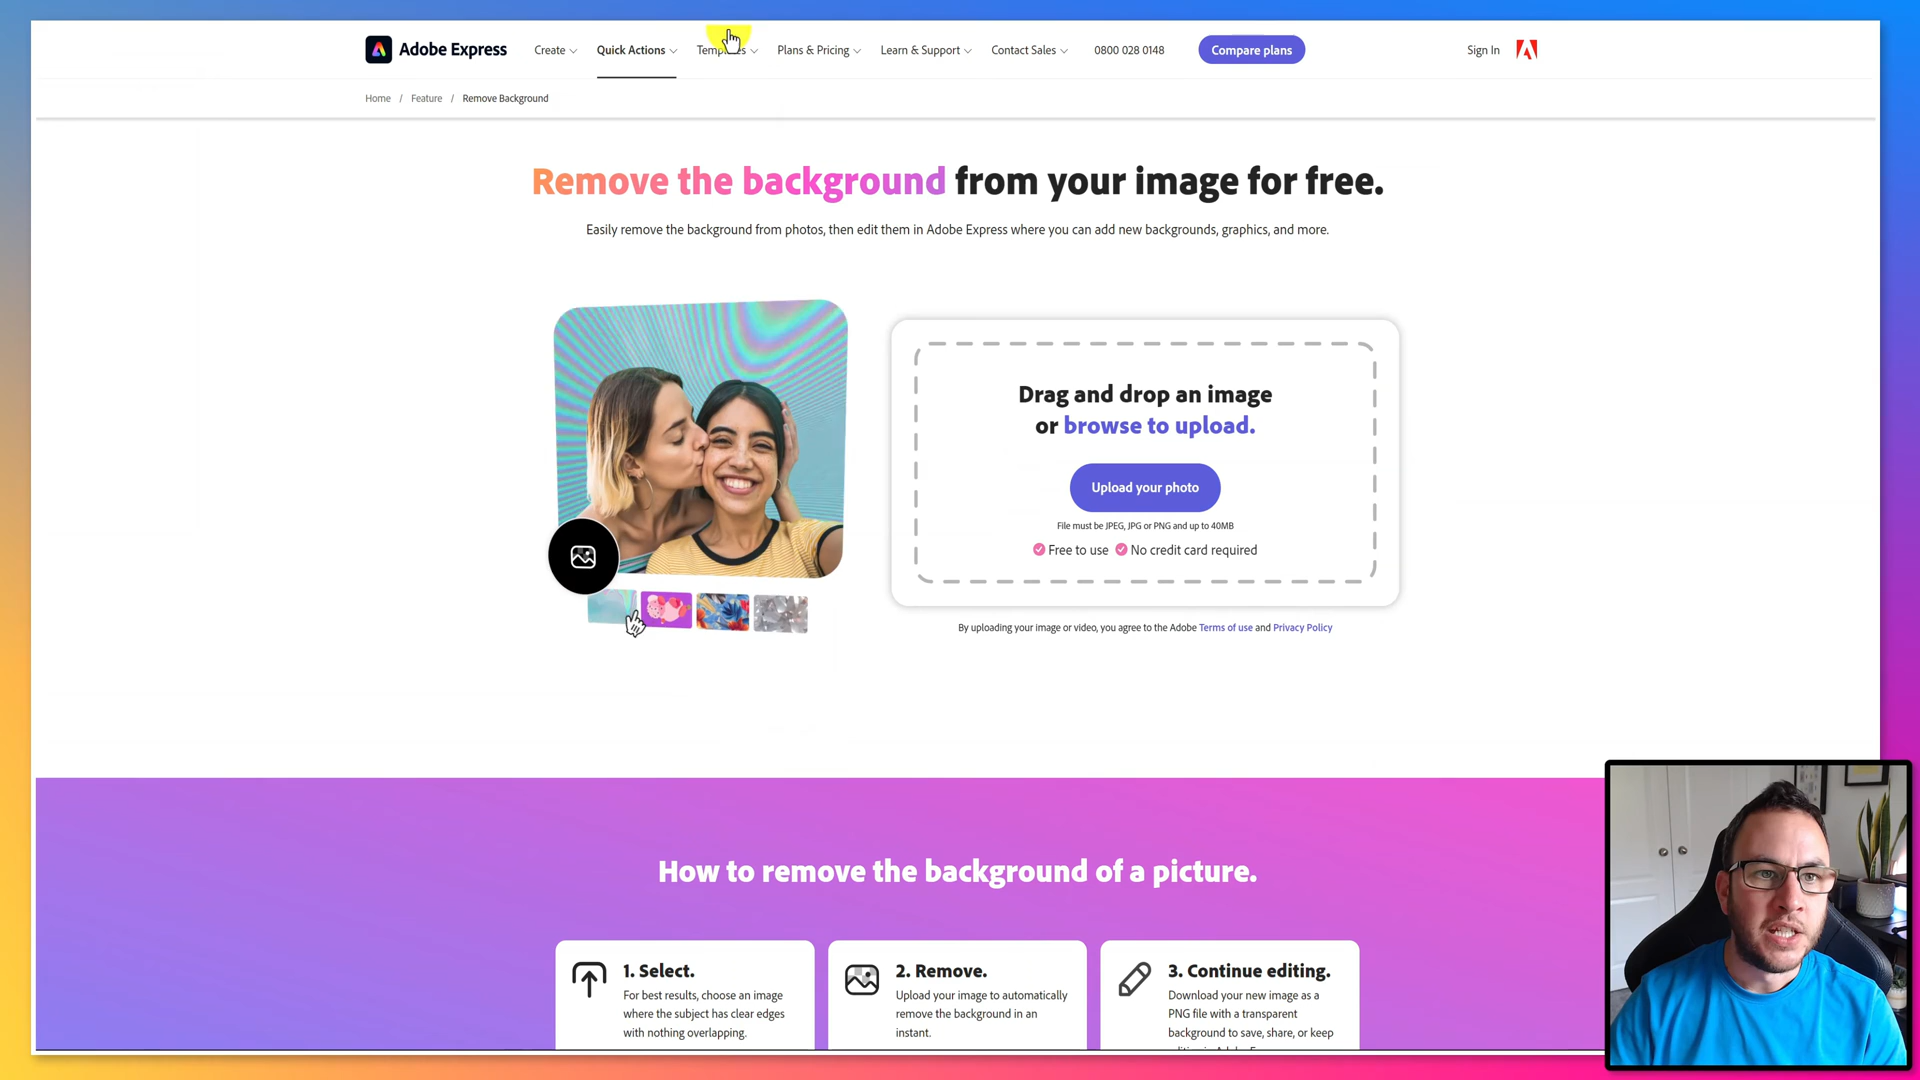 Adobe Express
Create
Quick Actions
Templates
Plans & Pricing
Learn & Support
Contact Sales
0800 028 0148
Compare plans
Sign In
Home / Feature / Remove Background
Remove the background from your image for free.
Easily remove the background from photos, then edit them in Adobe Express where you can add new backgrounds, graphics, and more.
Drag and drop an image
or browse to upload.
Upload your photo
File must be JPEG, JPG or PNG and up to 40MB
Free to use No credit card required
By uploading your image or video, you agree to the Adobe Terms of use and Privacy Policy
How to remove the background of a picture.
1. Select.
For best results, choose an image
where the subject has clear edges
with nothing overlapping.
2. Remove.
Upload your image to automatically
remove the background in an
instant.
3. Continue editing.
Download your new image as a
PNG file with a transparent
background to save, share, or keep